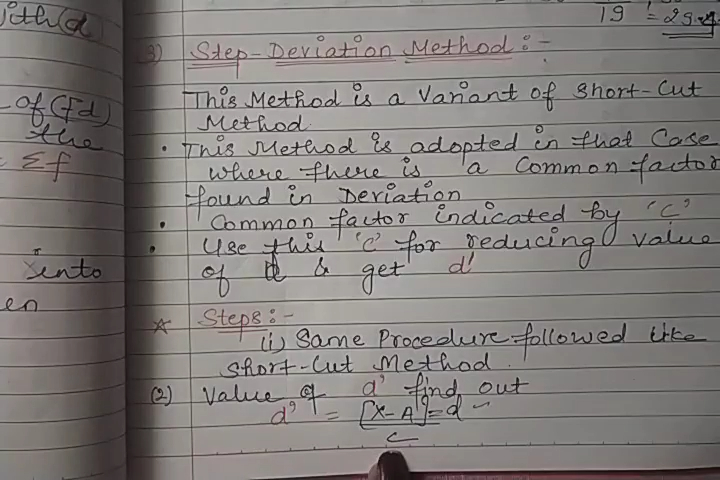 ith(d
of (fd)
the
= Σf
into
en
19 = 29.
3) Step-Deviation Method :-
This Method is a Variant of Short-Cut
Method.
• This Method is adopted in that Case
where there is a Common factor
found in Deviation
• Common factor indicated by 'C'
• Use this 'C' for reducing value
of d & get d'
☆ Steps :-
(i) Same Procedure followed like
Short-Cut Method.
(2) Value of d' find out
d' = [X-A]=d
C